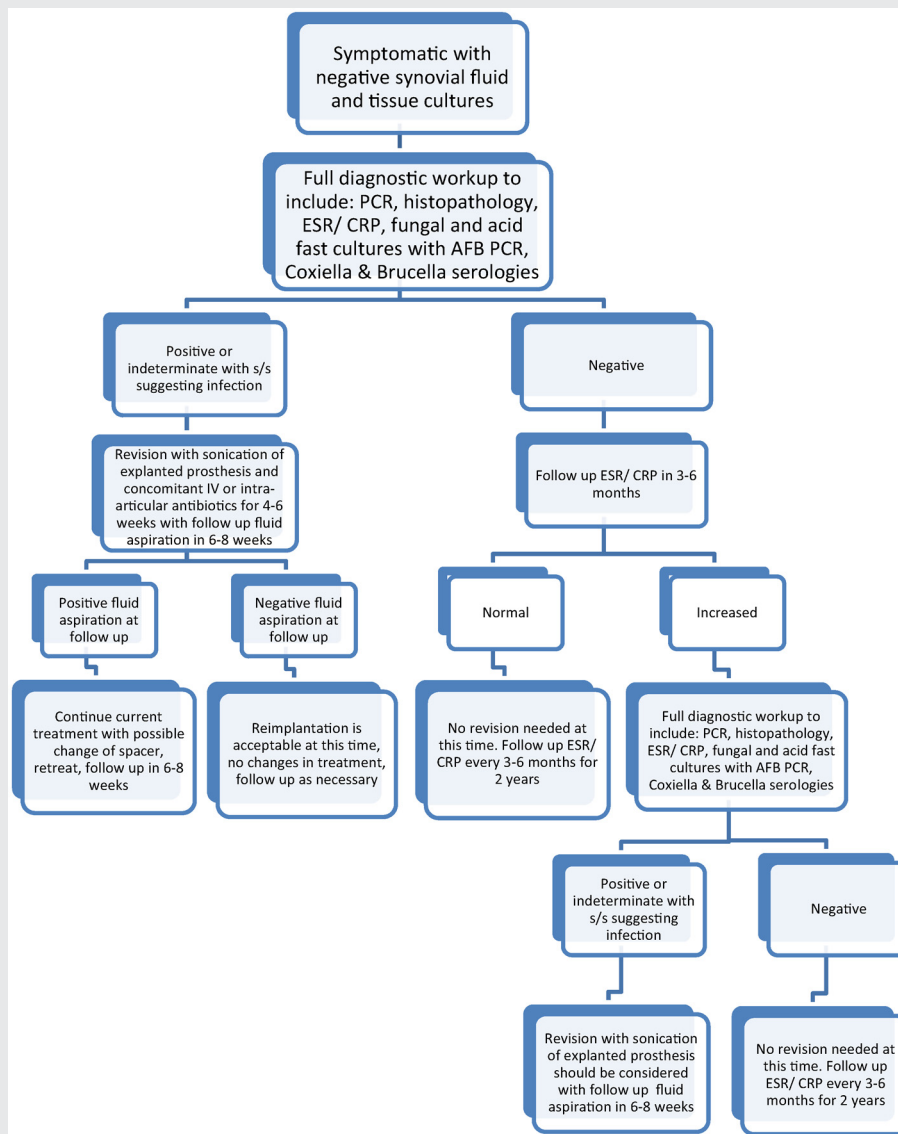 Symptomatic with
negative synovial fluid
and tissue cultures
Full diagnostic workup to
include: PCR, histopathology,
ESR/ CRP, fungal and acid
fast cultures with AFB PCR,
Coxiella & Brucella serologies
Positive or
indeterminate with s/s
suggesting infection
Negative
Revision with sonication of
explanted prosthesis and
concomitant IV or intra-
articular antibiotics for 4-6
weeks with follow up fluid
aspiration in 6-8 weeks
Follow up ESR/ CRP in 3-6
months
Positive fluid
aspiration at
follow up
Negative fluid
aspiration at
follow up
Normal
Increased
Continue current
treatment with possible
change of spacer,
retreat, follow up in 6-8
weeks
Reimplantation is
acceptable at this time,
no changes in treatment,
follow up as necessary
No revision needed at
this time. Follow up ESR/
CRP every 3-6 months for
2 years
Full diagnostic workup to
include: PCR, histopathology,
ESR/ CRP, fungal and acid fast
cultures with AFB PCR,
Coxiella & Brucella serologies
Positive or
indeterminate with
s/s suggesting
infection
Negative
Revision with sonication
of explanted prosthesis
should be considered
with follow up fluid
aspiration in 6-8 weeks
No revision needed at
this time. Follow up
ESR/ CRP every 3-6
months for 2 years